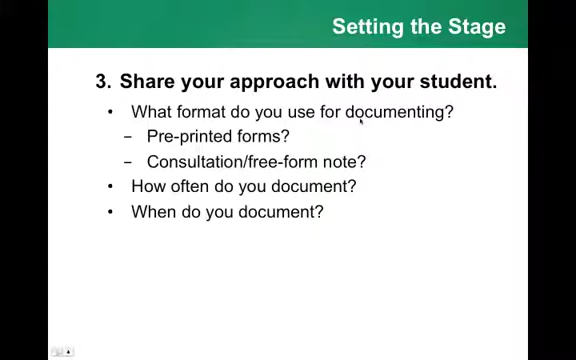 Setting the Stage
3. Share your approach with your student.
• What format do you use for documenting?
– Pre-printed forms?
– Consultation/free-form note?
• How often do you document?
• When do you document?